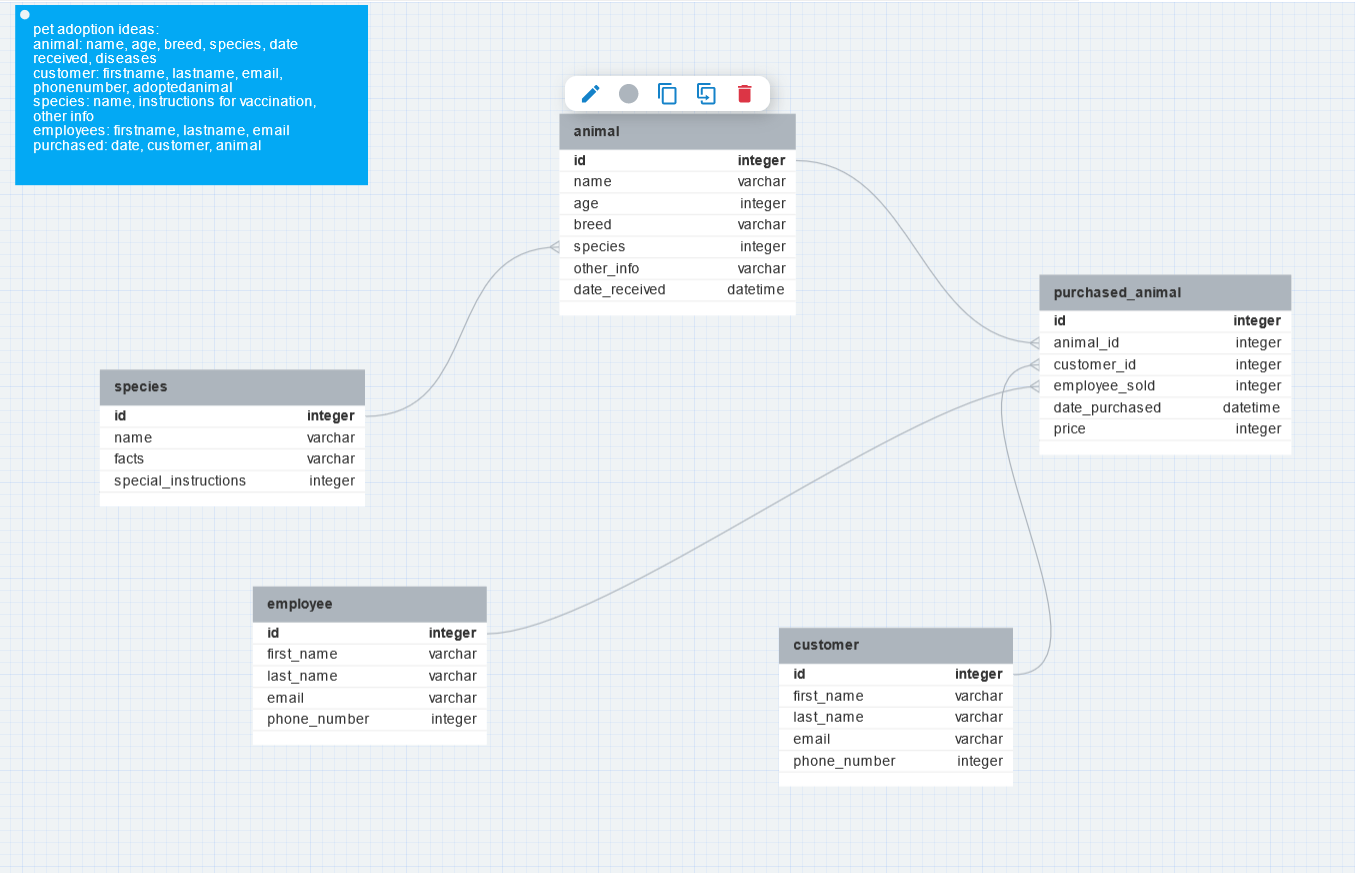 pet adoption ideas:
animal: name, age, breed, species, date
received, diseases
customer: firstname, lastname, email,
phonenumber, adoptedanimal
species: name, instructions for vaccination,
other info
employees: firstname, lastname, email
purchased: date, customer, animal
animal
id integer
name varchar
age integer
breed varchar
species integer
other_info varchar
date_received datetime
purchased_animal
id integer
animal_id integer
customer_id integer
employee_sold integer
date_purchased datetime
price integer
species
id integer
name varchar
facts varchar
special_instructions integer
employee
id integer
first_name varchar
last_name varchar
email varchar
phone_number integer
customer
id integer
first_name varchar
last_name varchar
email varchar
phone_number integer